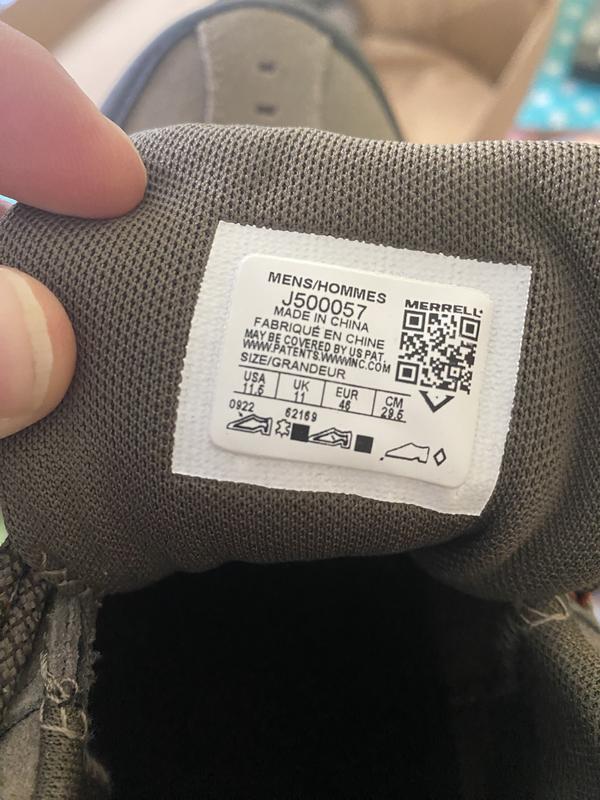 MENS/HOMMES
J500057
MADE IN CHINA
FABRIQUÉ EN CHINE
MAY BE COVERED BY US PAT.
WWW.PATENTS.WWWINC.COM
MERRELL
SIZE/GRANDEUR
USA UK EUR CM
11.5 11 46 29.5
0922 62169